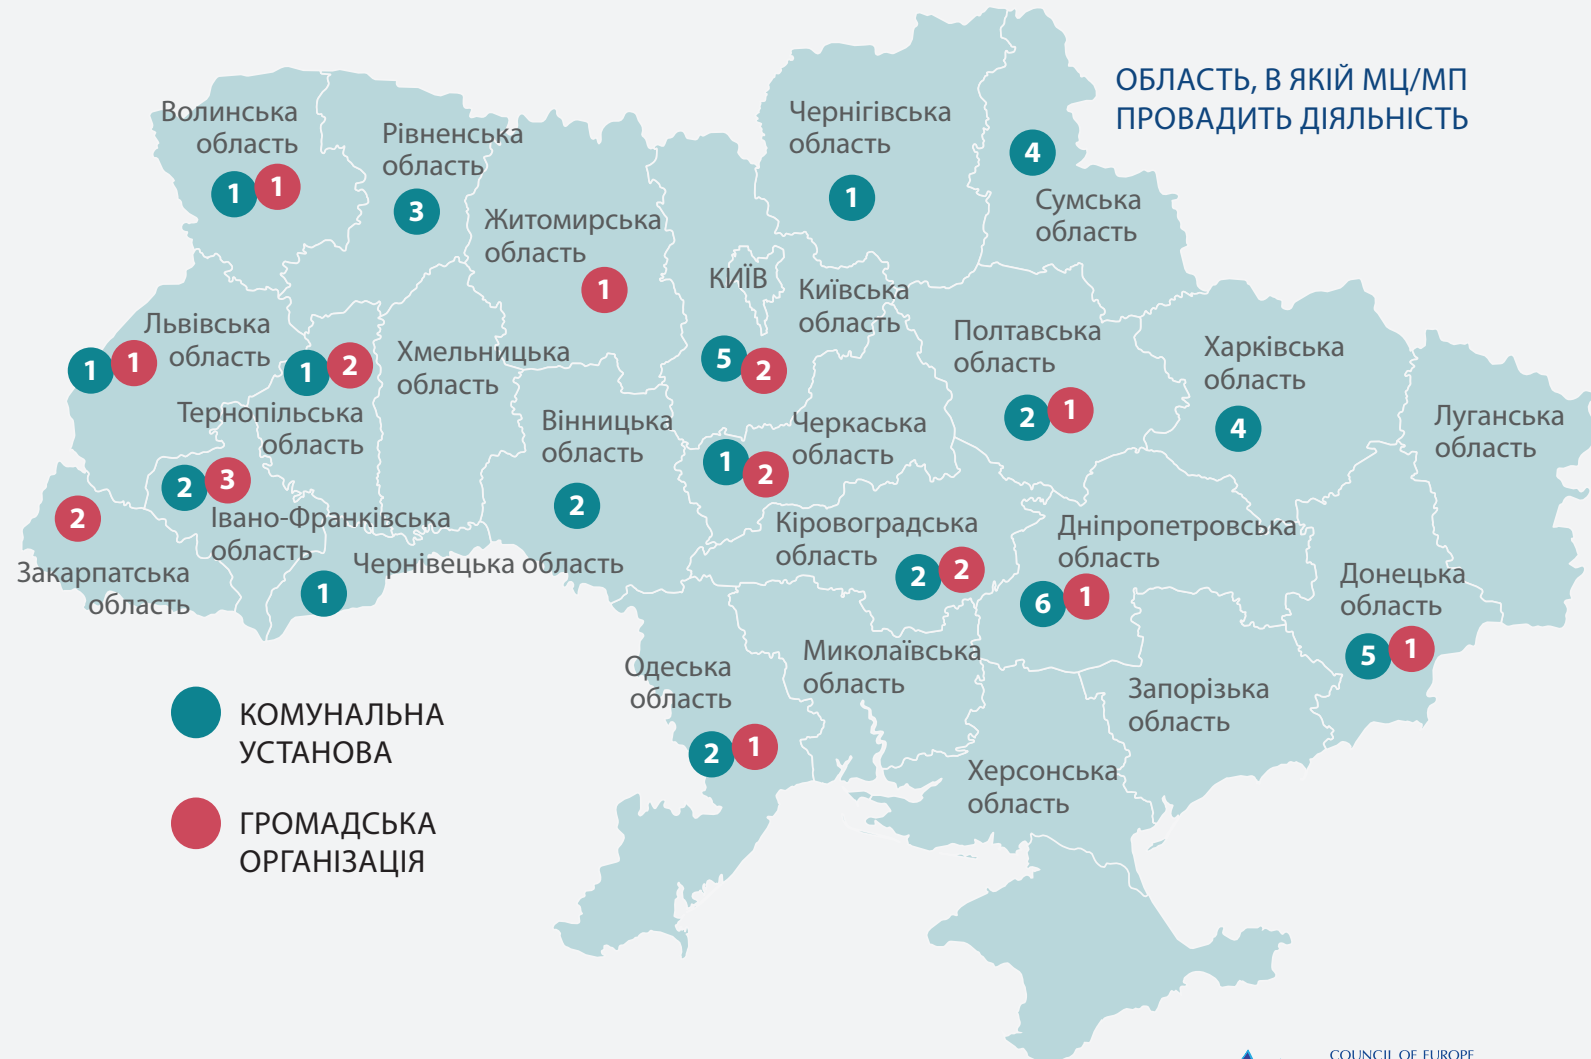 ОБЛАСТЬ, В ЯКІЙ МЦ/МП
ПРОВАДИТЬ ДІЯЛЬНІСТЬ
Волинська
область
1 1
Рівненська
область
3
Житомирська
область
1
Чернігівська
область
1
4
Сумська
область
КИЇВ
Київська
область
5 2
Львівська
область
1 1
1 2
Тернопільська
область
Хмельницька
область
Вінницька
область
2
Черкаська
область
1 2
Полтавська
область
2 1
Харківська
область
4
Луганська
область
2 3
Івано-Франківська
область
2
Закарпатська
область
Чернівецька область
1
Кіровоградська
область
2 2
Дніпропетровська
область
6 1
Донецька
область
5 1
Одеська
область
2 1
Миколаївська
область
Запорізька
область
Херсонська
область
КОМУНАЛЬНА
УСТАНОВА
ГРОМАДСЬКА
ОРГАНІЗАЦІЯ
COUNCIL OF EUROPE